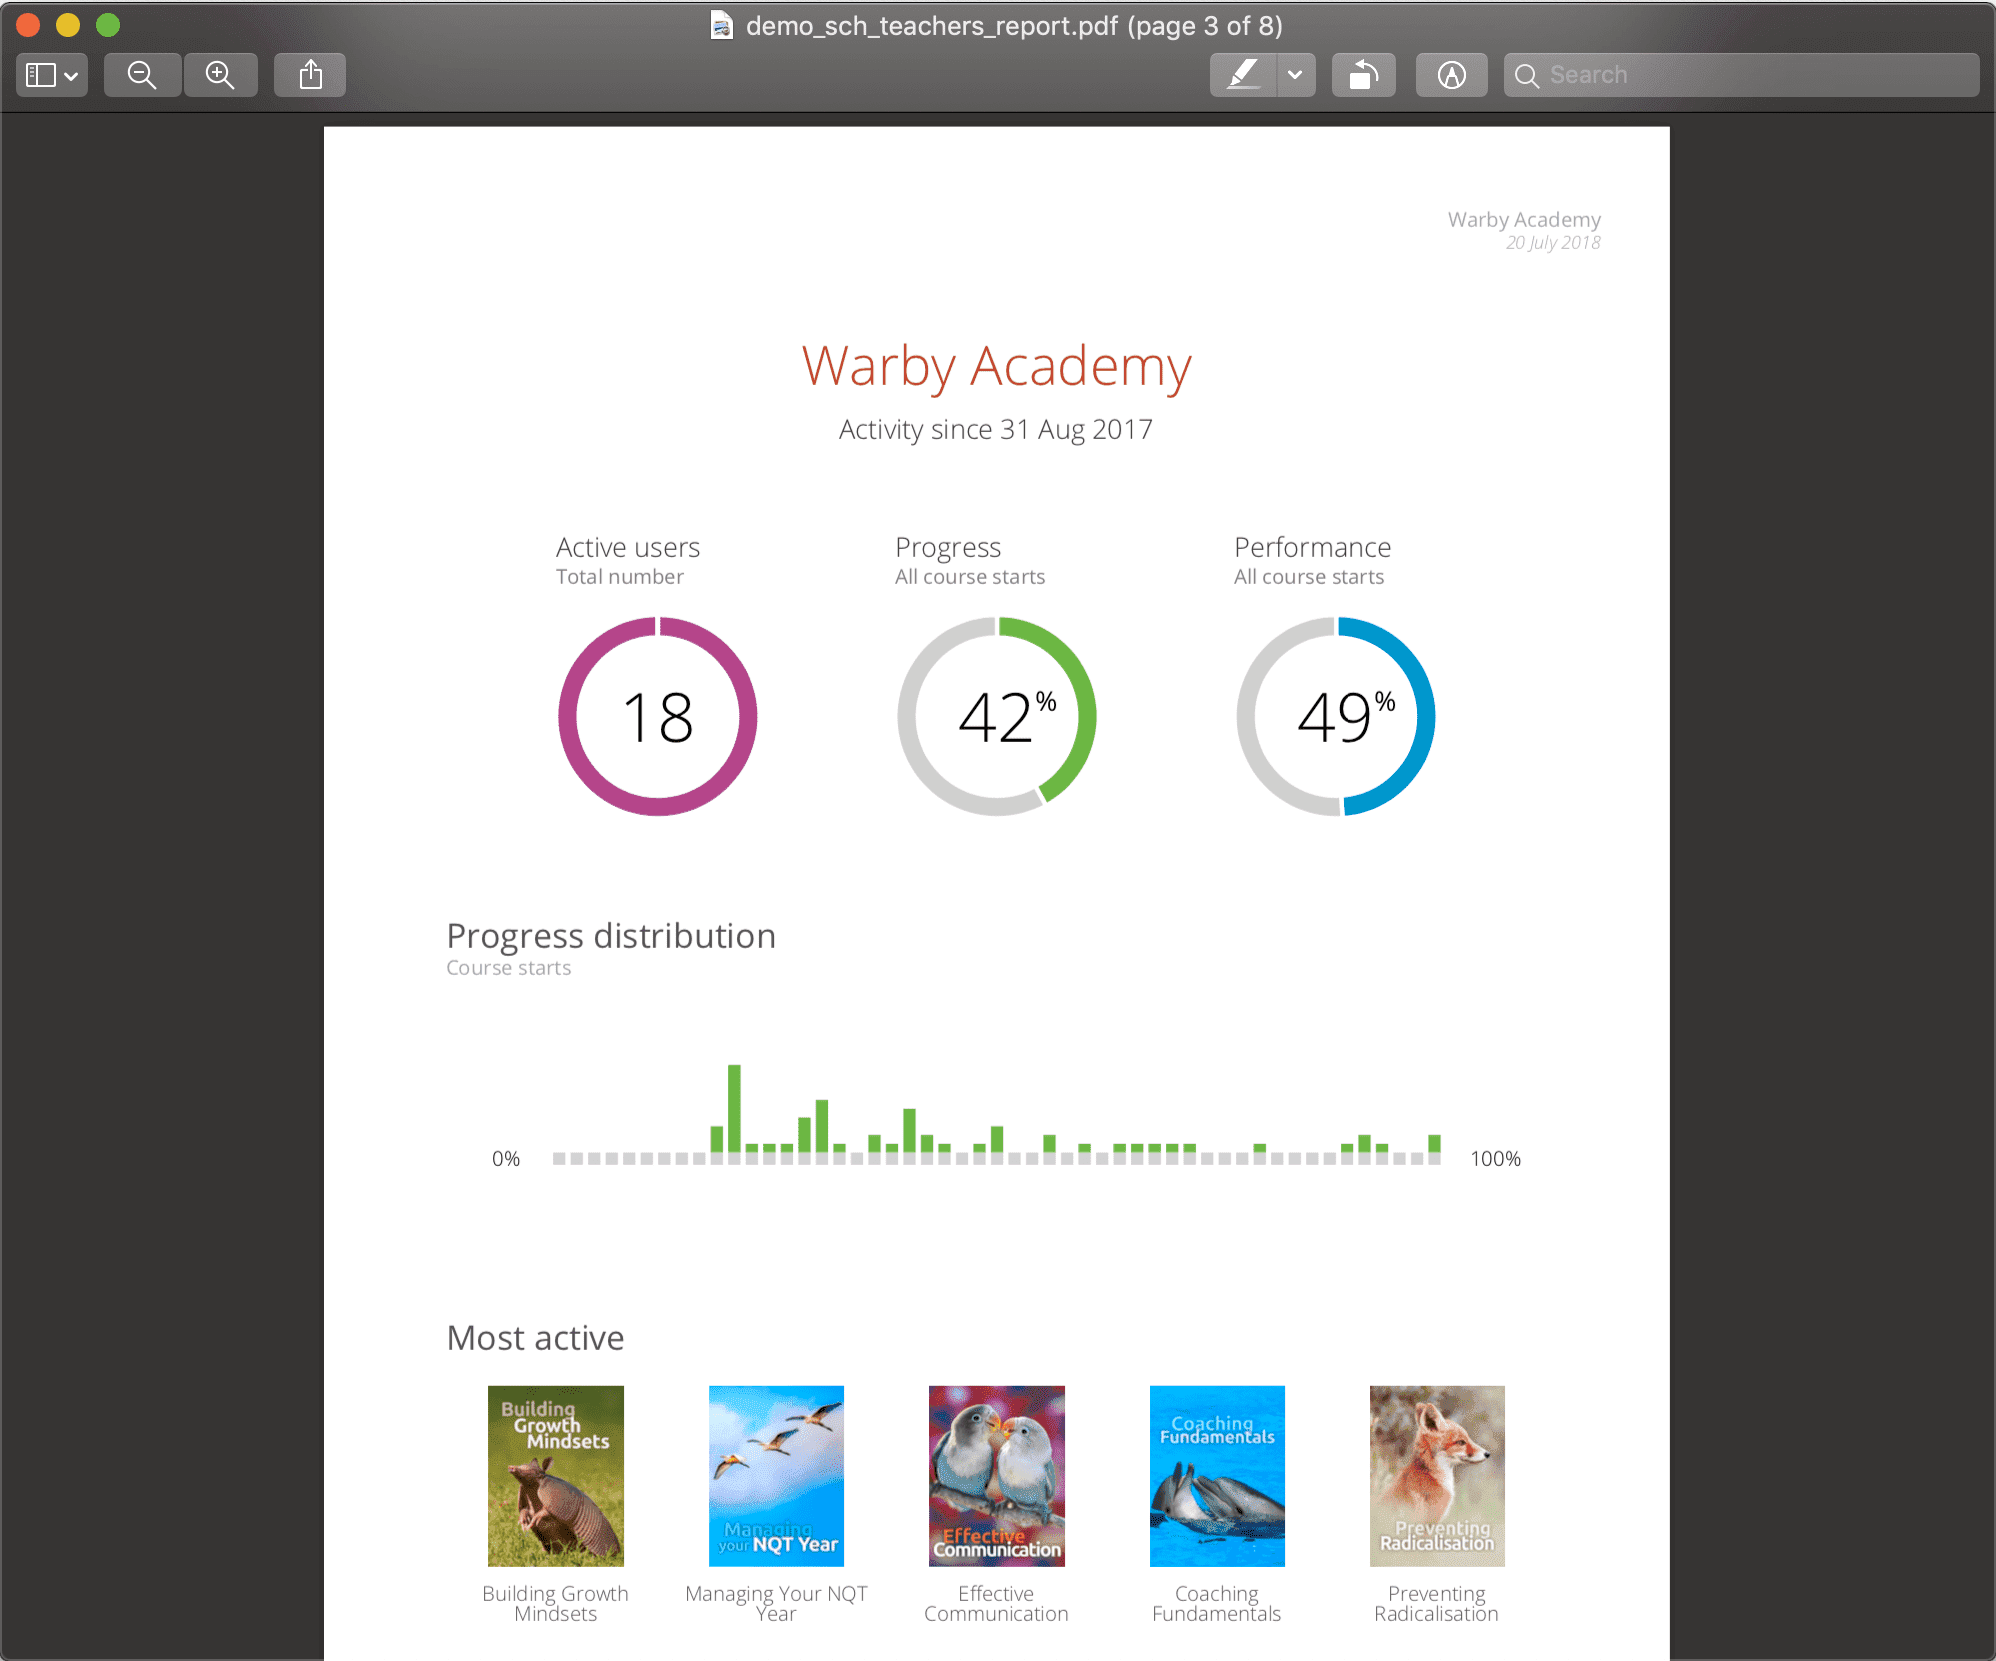 demo_sch_teachers_report.pdf (page 3 of 8)
Search
Warby Academy
20 July 2018
Warby Academy
Activity since 31 Aug 2017
Active users
Total number
18
Progress
All course starts
42%
Performance
All course starts
49%
Progress distribution
Course starts
0%
100%
Most active
Building
Growth
Mindsets
Building Growth
Mindsets
Managing
your NQT Year
Managing Your NQT
Year
Effective
Communication
Effective
Communication
Coaching
Fundamentals
Coaching
Fundamentals
Preventing
Radicalisation
Preventing
Radicalisation